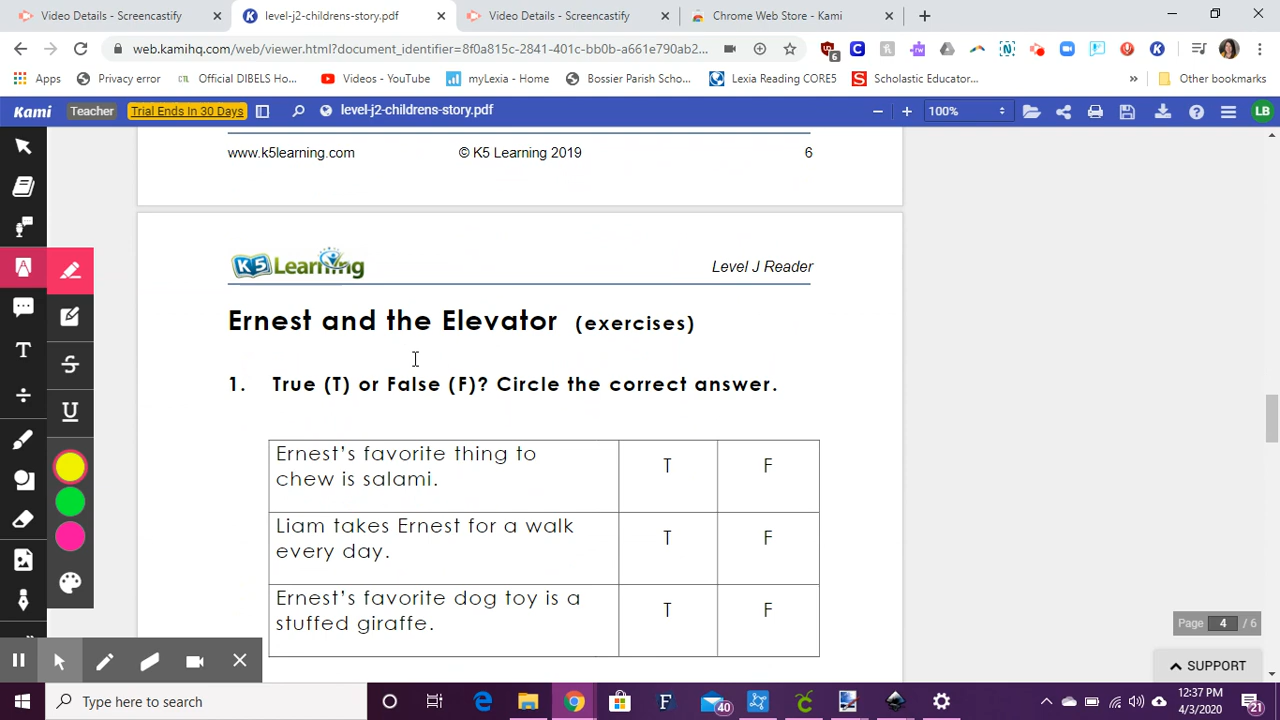 Video Details - Screencastify
level-j2-childrens-story.pdf
Video Details - Screencastify
Chrome Web Store - Kami
web.kamihq.com/web/viewer.html?document_identifier=8f0a815c-2841-401c-bb0b-a661e790ab2...
6
Apps
Privacy error
CTL Official DIBELS Ho...
Videos - YouTube
myLexia - Home
Bossier Parish Scho...
Lexia Reading CORE5
Scholastic Educator...
»
Other bookmarks
Kami
Teacher
Trial Ends In 30 Days
level-j2-childrens-story.pdf
100%
LB
www.k5learning.com
© K5 Learning 2019
6
K5 Learning
Level J Reader
Ernest and the Elevator (exercises)
1. True (T) or False (F)? Circle the correct answer.
Ernest’s favorite thing to
chew is salami.
T
F
Liam takes Ernest for a walk
every day.
T
F
Ernest’s favorite dog toy is a
stuffed giraffe.
T
F
Page 4 / 6
SUPPORT
Type here to search
40
12:37 PM
4/3/2020
21